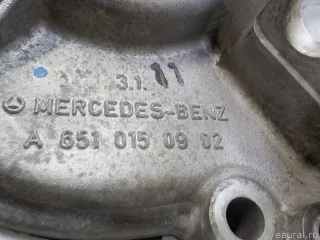 3.1. 11
MERCEDES-BENZ
A 651 015 09 02
eaural.ru